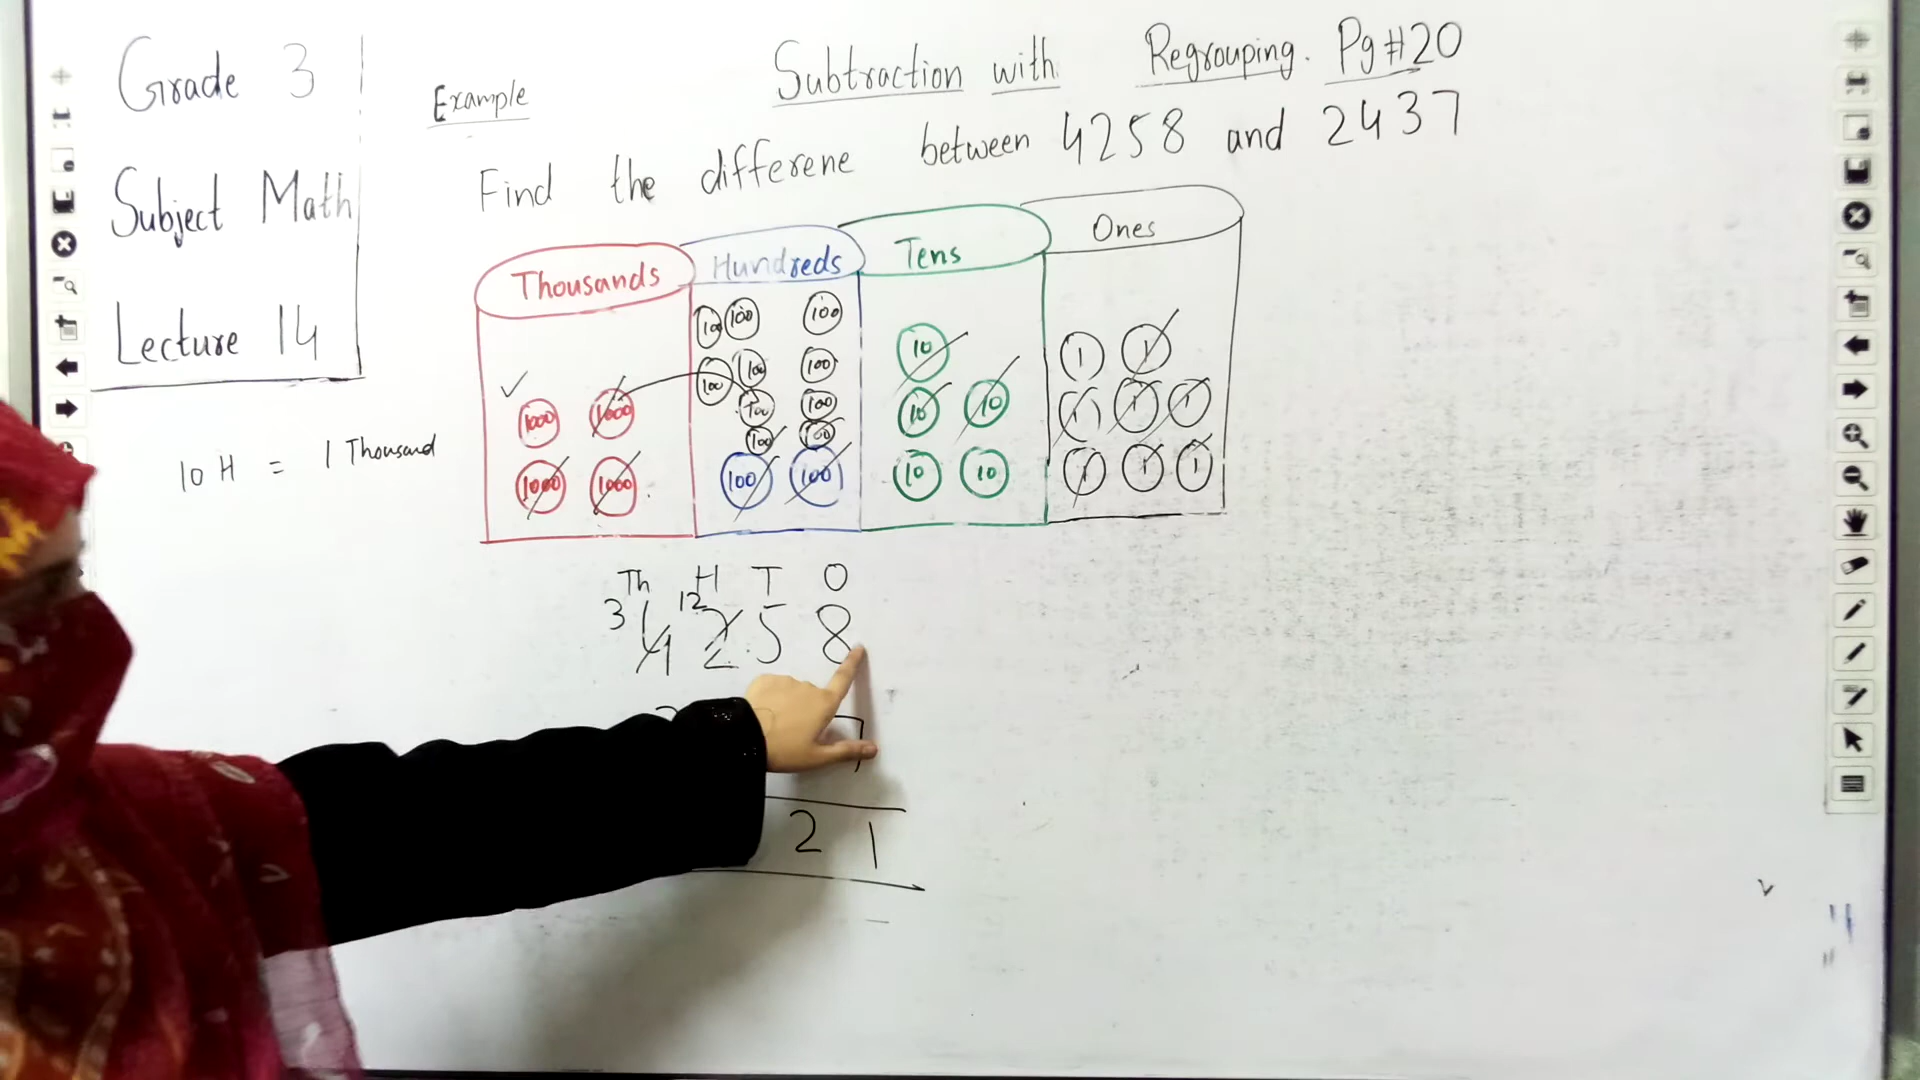 Grade 3
Subject Math
Lecture 14
Subtraction with Regrouping. Pg#20
Example
Find the differene between 4258 and 2437
Thousands Hundreds Tens Ones
100 100 100
10 1 1
100 100 100
1000 1000 100 100 10 10 1 1 1
100 100
1000 1000 100 100 10 10 1 1 1
10 H = 1 Thousand
Th H T O
3 12
4 2 5 8
7
2 1